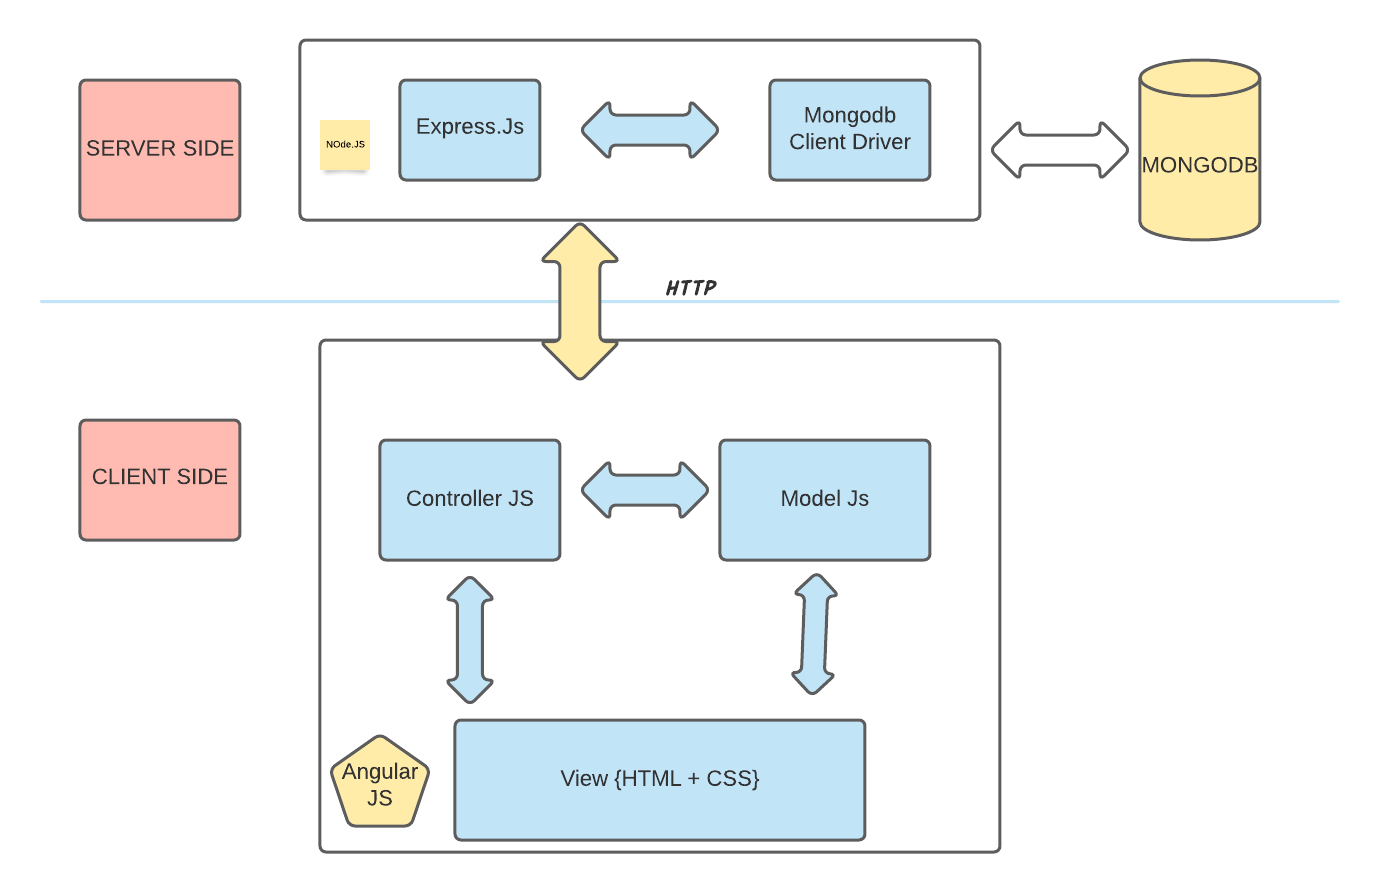 SERVER SIDE
NOde.JS
Express.Js
Mongodb
Client Driver
MONGODB
HTTP
CLIENT SIDE
Controller JS
Model Js
Angular
JS
View {HTML + CSS}